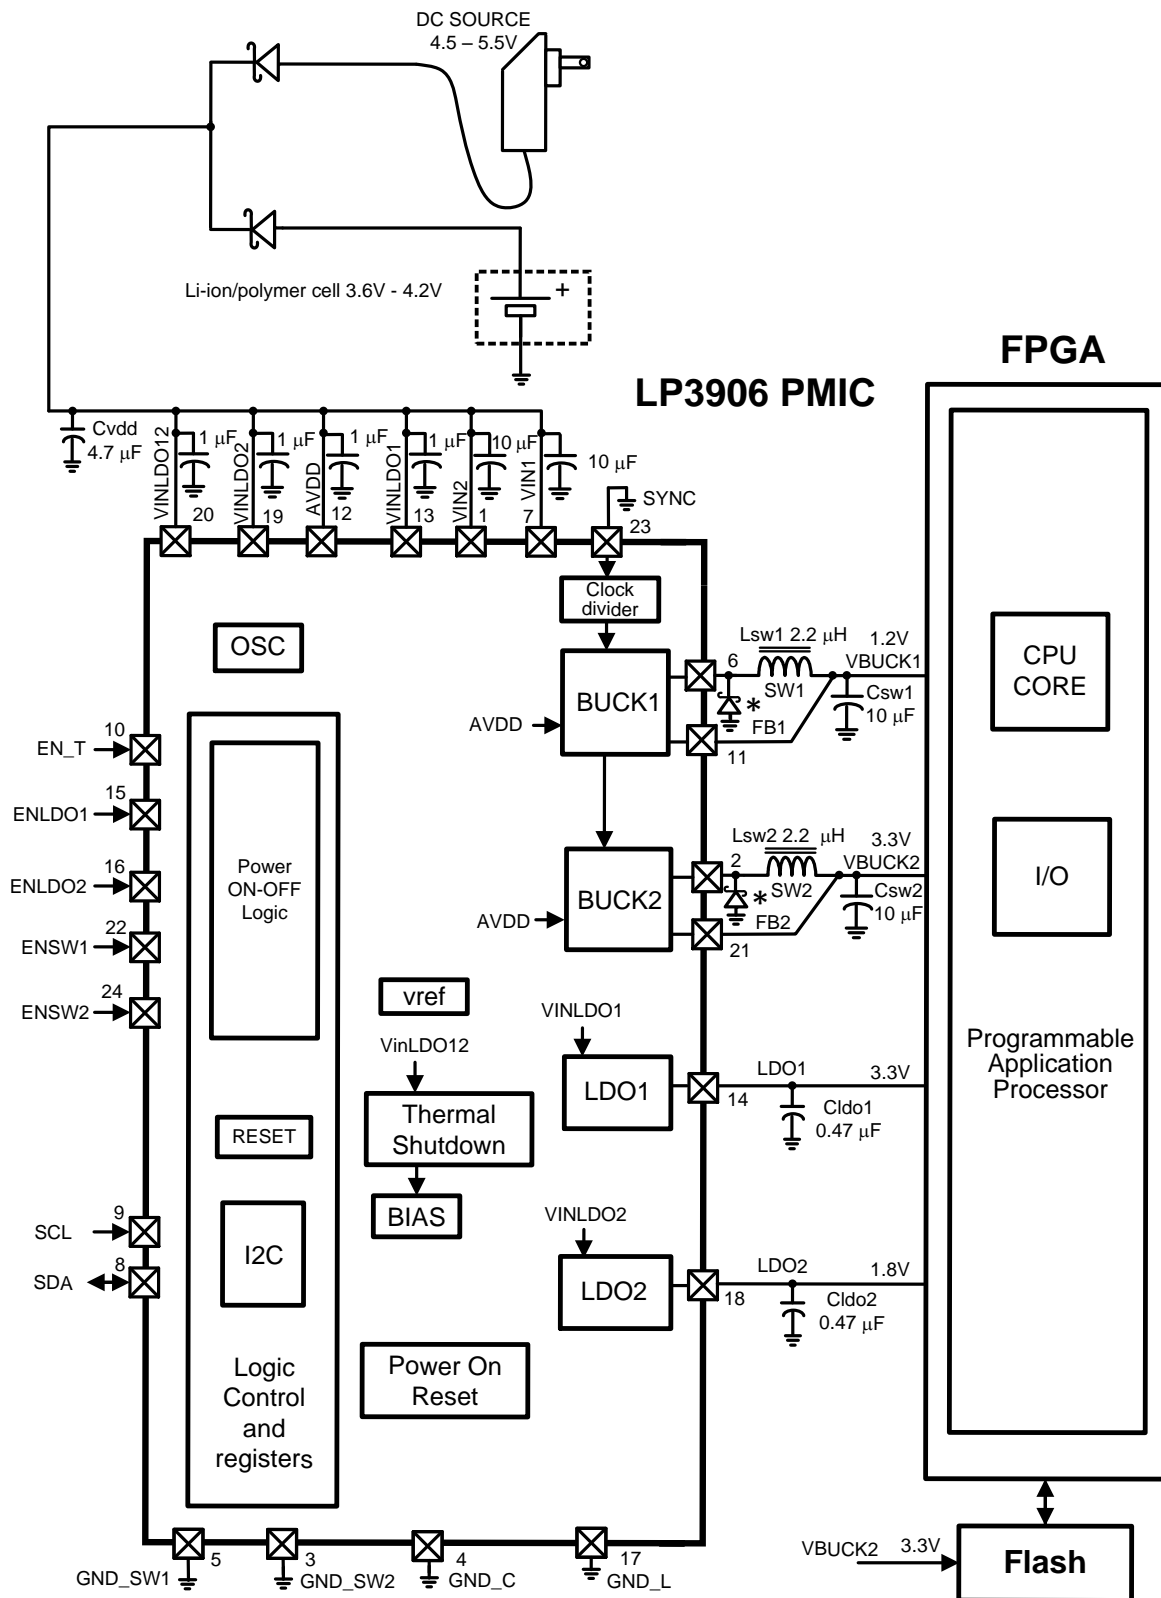 DC SOURCE
4.5 – 5.5V
Li-ion/polymer cell 3.6V - 4.2V
+
FPGA
LP3906 PMIC
Cvdd
4.7 µF
VINLDO12
1 µF
VINLDO2
1 µF
AVDD
1 µF
VINLDO1
1 µF
VIN2
10 µF
VIN1
10 µF
SYNC
20
19
12
13
1
7
23
Clock
divider
OSC
BUCK1
AVDD
6
Lsw1 2.2 µH
SW1
1.2V
VBUCK1
*
FB1
11
Csw1
10 µF
CPU
CORE
10
EN_T
15
ENLDO1
16
ENLDO2
22
ENSW1
24
ENSW2
Power
ON-OFF
Logic
BUCK2
AVDD
2
Lsw2 2.2 µH
SW2
3.3V
VBUCK2
*
FB2
21
Csw2
10 µF
I/O
vref
VinLDO12
Thermal
Shutdown
BIAS
VINLDO1
LDO1
14
LDO1
3.3V
Cldo1
0.47 µF
Programmable
Application
Processor
RESET
9
SCL
8
SDA
I2C
VINLDO2
LDO2
18
LDO2
1.8V
Cldo2
0.47 µF
Logic
Control
and
registers
Power On
Reset
5
GND_SW1
3
GND_SW2
4
GND_C
17
GND_L
VBUCK2 3.3V
Flash